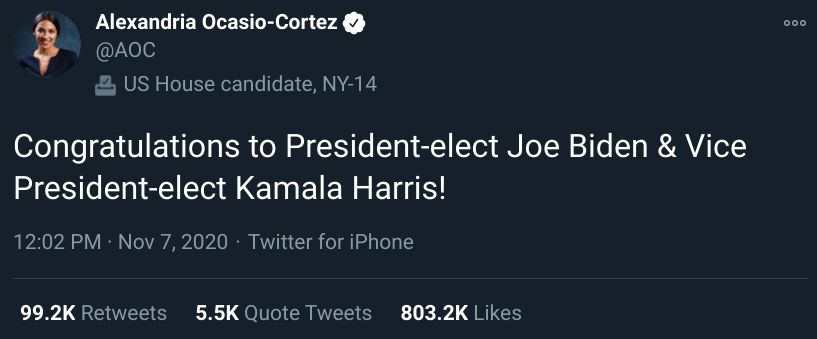 Alexandria Ocasio-Cortez
@AOC
US House candidate, NY-14
Congratulations to President-elect Joe Biden & Vice
President-elect Kamala Harris!
12:02 PM · Nov 7, 2020 · Twitter for iPhone
99.2K Retweets 5.5K Quote Tweets 803.2K Likes